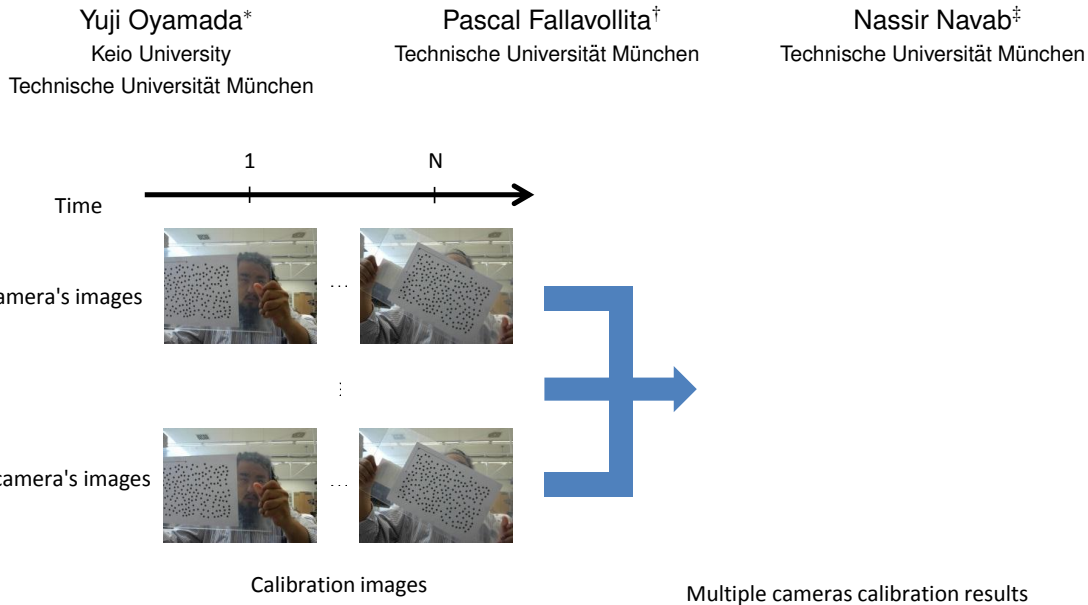 Yuji Oyamada*
Keio University
Technische Universität München
Pascal Fallavollita†
Technische Universität München
Nassir Navab‡
Technische Universität München
1 N
Time
camera's images
...
⋮
camera's images
...
Calibration images
Multiple cameras calibration results